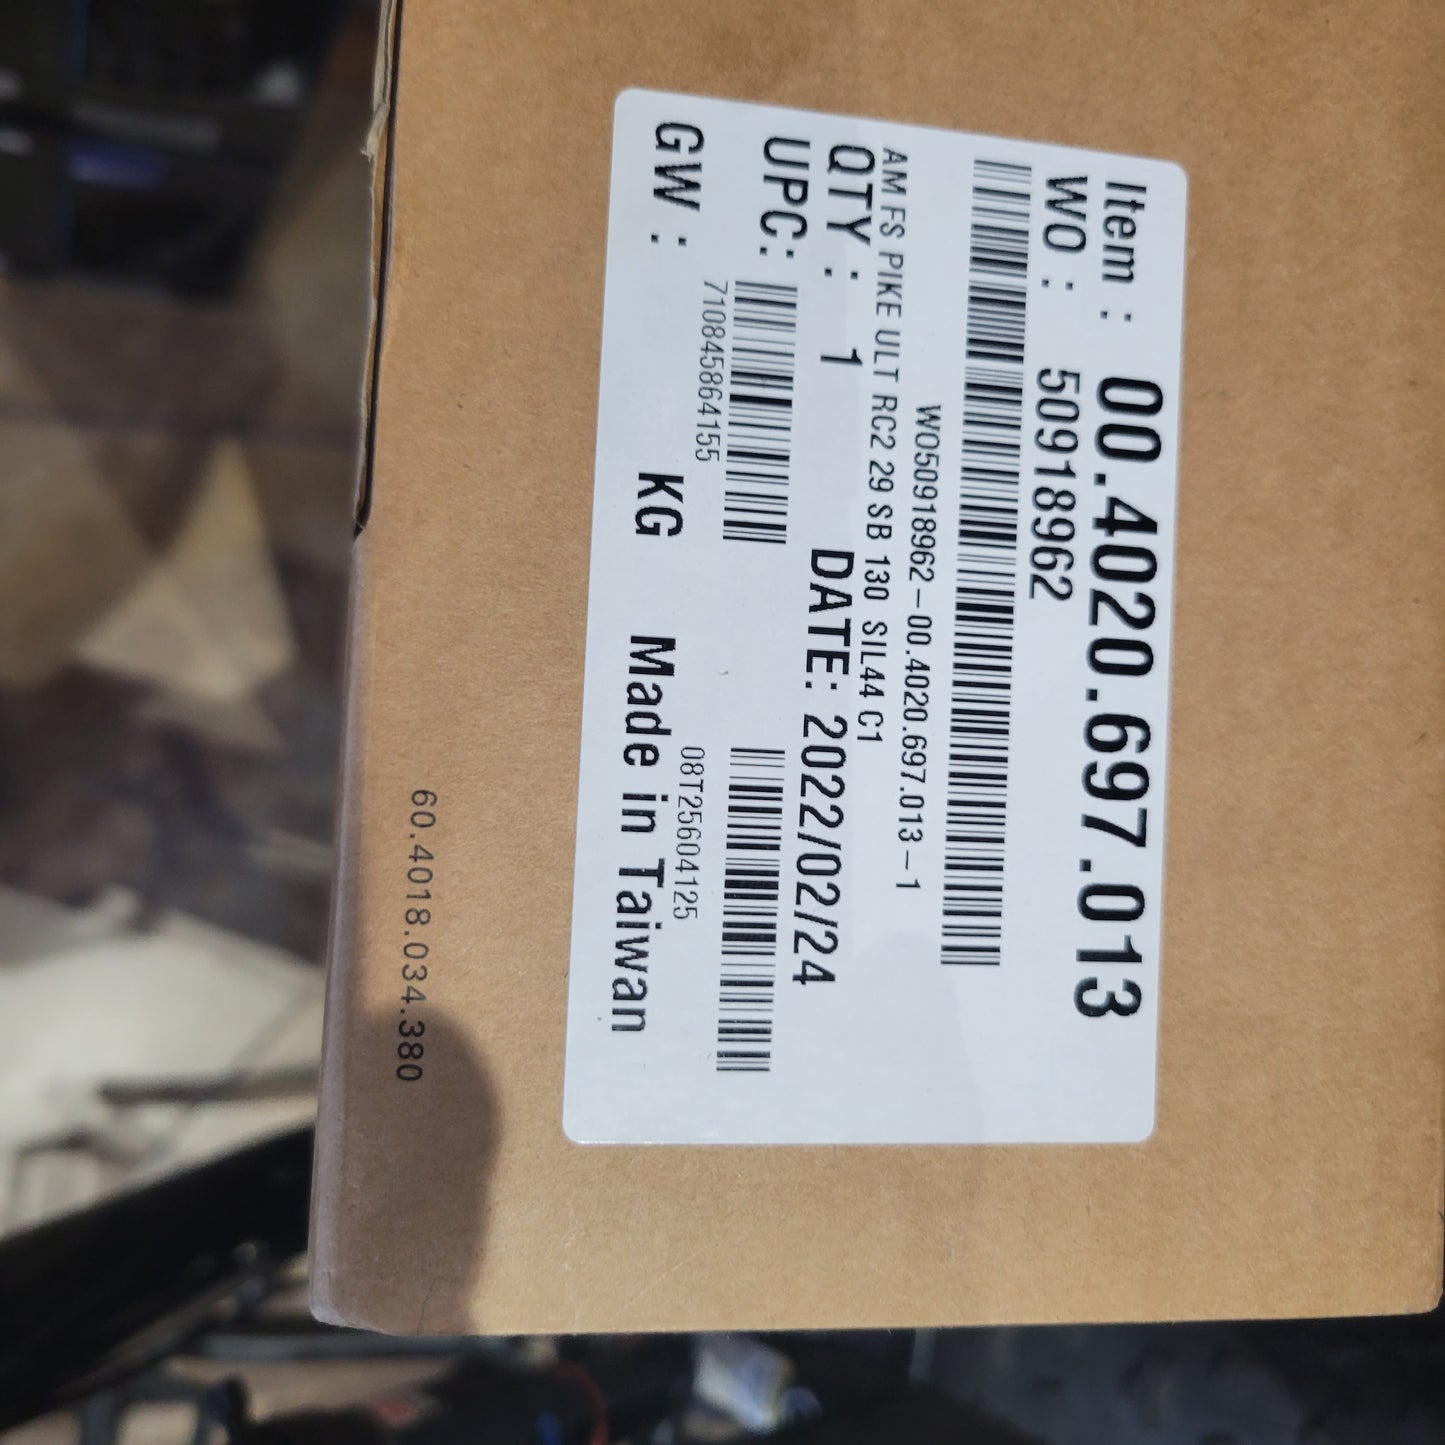 Item : 00.4020.697.013
WO : 50918962
WO50918962-00.4020.697.013-1
AM FS PIKE ULT RC2 29 SB 130 SIL44 C1
QTY : 1 DATE: 2022/02/24
UPC:
710845864155 08T25604125
GW : KG Made in Taiwan
60.4018.034.380